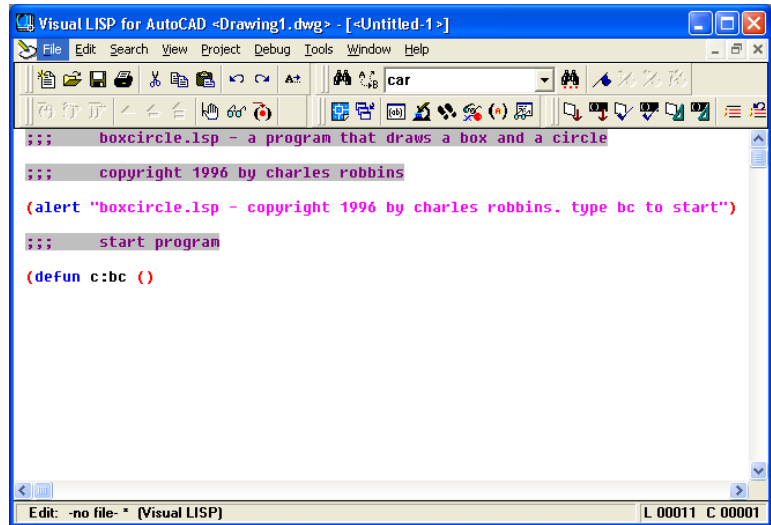 Visual LISP for AutoCAD <Drawing1.dwg> - [<Untitled-1>]
File Edit Search View Project Debug Tools Window Help
car
;;; boxcircle.lsp - a program that draws a box and a circle
;;; copyright 1996 by charles robbins
(alert "boxcircle.lsp - copyright 1996 by charles robbins. type bc to start")
;;; start program
(defun c:bc ()
Edit: -no file- * (Visual LISP) L 00011 C 00001